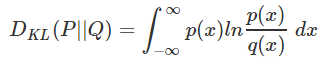 D_{KL}(P||Q) = \int_{-\infty}^{\infty} p(x) ln \frac{p(x)}{q(x)} dx